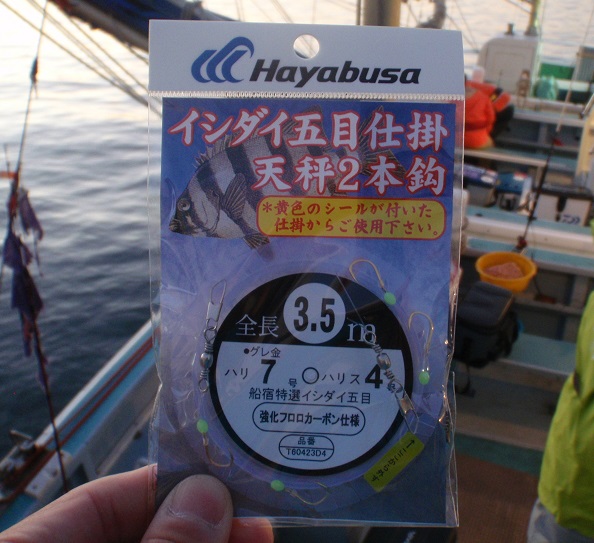 Hayabusa
イシダイ五目仕掛
天秤2本鈎
*黄色のシールが付いた
仕掛からご使用下さい。
全長 3.5 m
●グレ金
ハリ 7号 ○ハリス 4
船宿特選イシダイ五目
強化フロロカーボン仕様
品番
T80423D4